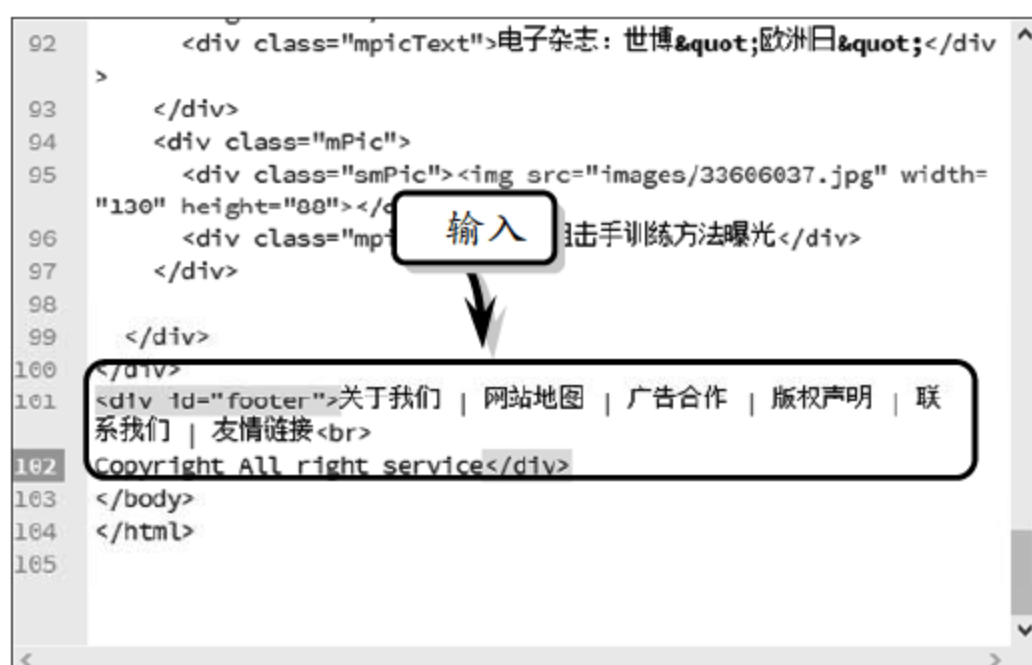 92 <div class="mpicText">电子杂志：世博&quot;欧洲日&quot;</div
>
93 </div>
94 <div class="mPic">
95 <div class="smPic"><img src="images/33606037.jpg" width=
"130" height="88"></
96 <div class="mpi 击手训练方法曝光</div>
输入
97 </div>
98
99 </div>
100 </div>
101 <div id="footer">关于我们 | 网站地图 | 广告合作 | 版权声明 | 联
系我们 | 友情链接<br>
102 Copyright All right service</div>
103 </body>
104 </html>
105